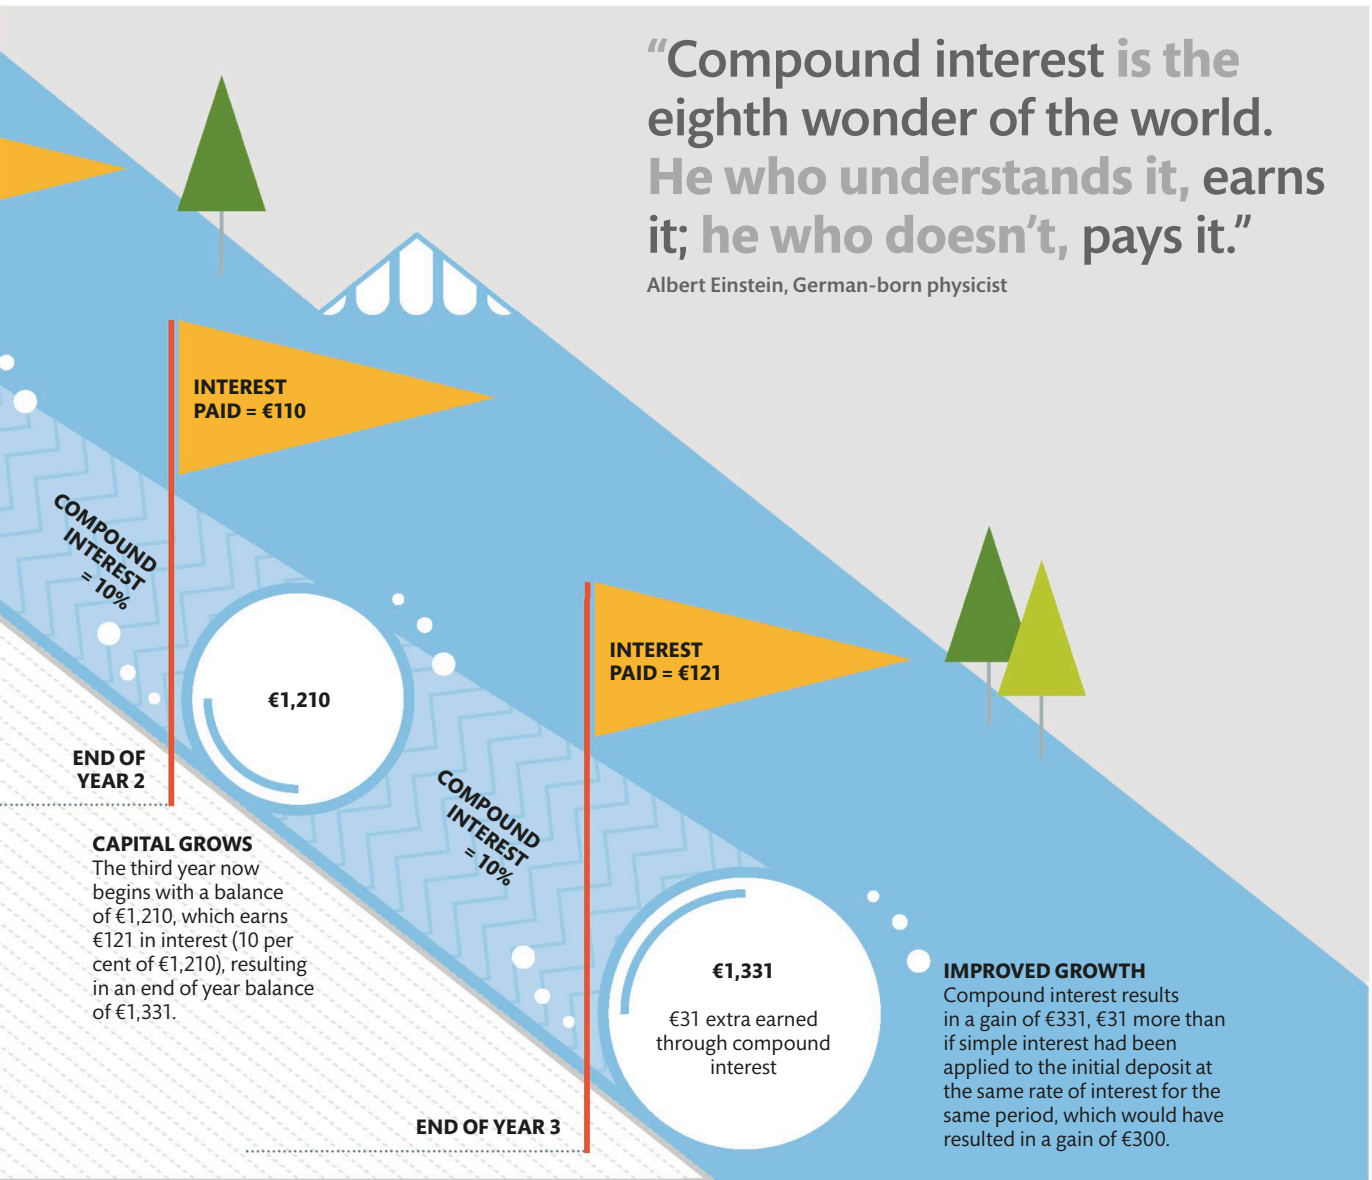 “Compound interest is the
eighth wonder of the world.
He who understands it, earns
it; he who doesn’t, pays it.”
Albert Einstein, German-born physicist
INTEREST
PAID = €110
COMPOUND
INTEREST
= 10%
€1,210
END OF
YEAR 2
CAPITAL GROWS
The third year now
begins with a balance
of €1,210, which earns
€121 in interest (10 per
cent of €1,210), resulting
in an end of year balance
of €1,331.
INTEREST
PAID = €121
COMPOUND
INTEREST
= 10%
€1,331
€31 extra earned
through compound
interest
END OF YEAR 3
IMPROVED GROWTH
Compound interest results
in a gain of €331, €31 more than
if simple interest had been
applied to the initial deposit at
the same rate of interest for the
same period, which would have
resulted in a gain of €300.